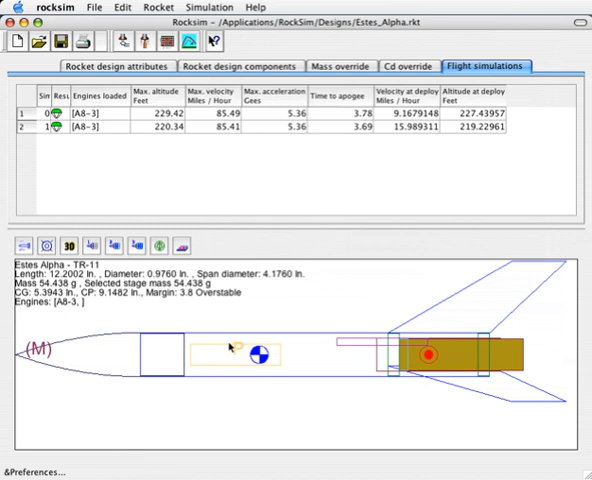 rocksim File Edit Rocket Simulation Help
Rocksim - /Applications/RockSim/Designs/Estes_Alpha.rkt
Rocket design attributes Rocket design components Mass override Cd override Flight simulations
Sim Resu Engines loaded Max. altitude Feet Max. velocity Miles / Hour Max. acceleration Gees Time to apogee Velocity at deploy Miles / Hour Altitude at deploy Feet
1 0 [A8-3] 229.42 85.49 5.36 3.78 9.1679148 227.43957
2 1 [A8-3] 220.34 85.41 5.36 3.69 15.989311 219.22961
3D
Estes Alpha - TR-11
Length: 12.2002 In. , Diameter: 0.9760 In. , Span diameter: 4.1760 In.
Mass 54.438 g , Selected stage mass 54.438 g
CG: 5.3943 In., CP: 9.1482 In., Margin: 3.8 Overstable
Engines: [A8-3, ]
(M)
&Preferences...